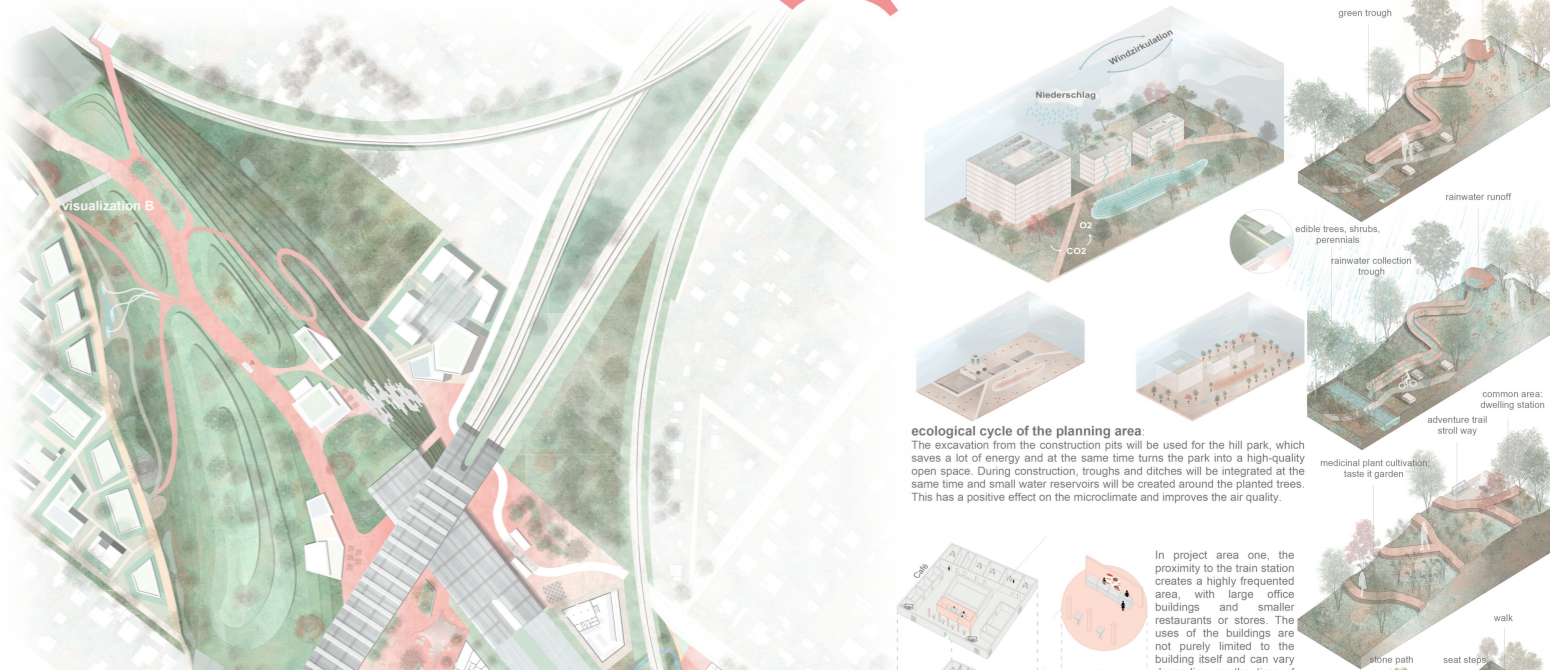 visualization B
Windzirkulation
Niederschlag
O2
CO2
green trough
rainwater runoff
edible trees, shrubs,
perennials
rainwater collection
trough
common area:
dwelling station
adventure trail
stroll way
medicinal plant cultivation;
taste it garden
walk
stone path
seat steps
ecological cycle of the planning area:
The excavation from the construction pits will be used for the hill park, which
saves a lot of energy and at the same time turns the park into a high-quality
open space. During construction, troughs and ditches will be integrated at the
same time and small water reservoirs will be created around the planted trees.
This has a positive effect on the microclimate and improves the air quality.
Café
In project area one, the
proximity to the train station
creates a highly frequented
area, with large office
buildings and smaller
restaurants or stores. The
uses of the buildings are
not purely limited to the
building itself and can vary